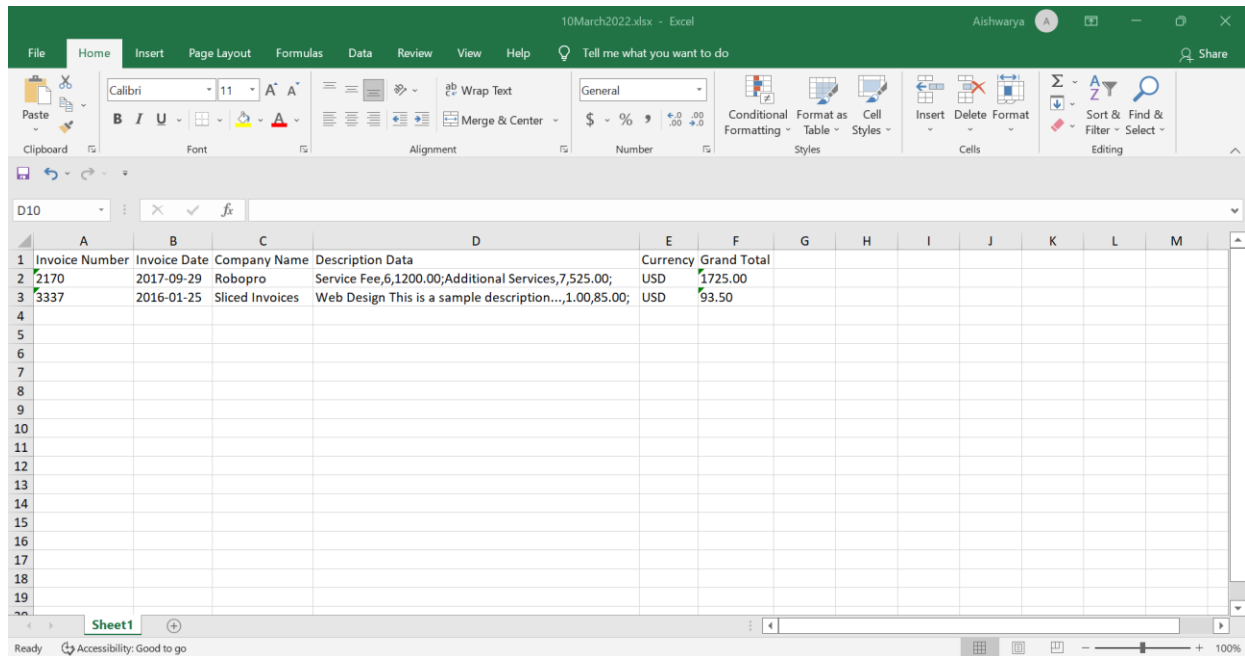 10March2022.xlsx - Excel
Aishwarya A
File Home Insert Page Layout Formulas Data Review View Help Tell me what you want to do Share
Paste
Clipboard
Calibri 11 A A
B I U A
Font
ab Wrap Text
Merge & Center
Alignment
General
$ % , .0 .00 .00 .0
Number
Conditional Formatting
Format as Table
Cell Styles
Styles
Insert Delete Format
Cells
Σ
Sort & Filter
Find & Select
Editing
D10 fx
A B C D E F G H I J K L M
1 Invoice Number Invoice Date Company Name Description Data Currency Grand Total
2 2170 2017-09-29 Robopro Service Fee,6,1200.00;Additional Services,7,525.00; USD 1725.00
3 3337 2016-01-25 Sliced Invoices Web Design This is a sample description...,1.00,85.00; USD 93.50
4
5
6
7
8
9
10
11
12
13
14
15
16
17
18
19
20
Sheet1
Ready Accessibility: Good to go 100%